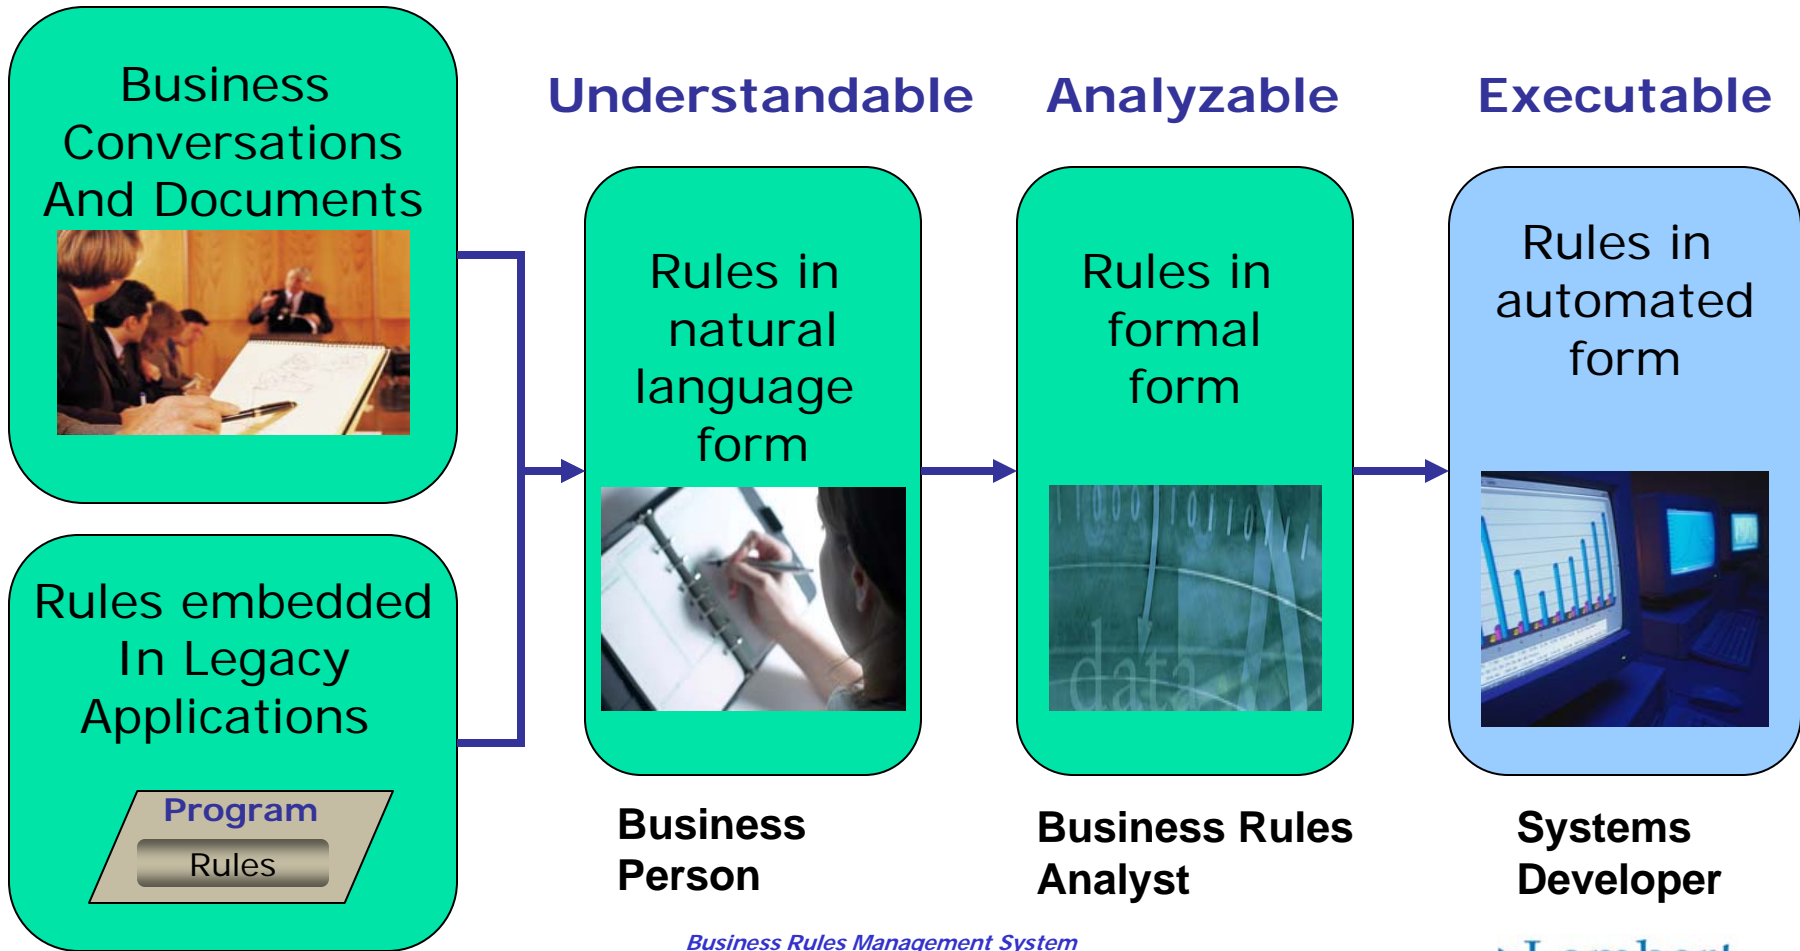 Business
Conversations
And Documents
Rules embedded
In Legacy
Applications
Program
Rules
Understandable
Rules in
natural
language
form
Business
Person
Analyzable
Rules in
formal
form
data
Business Rules
Analyst
Executable
Rules in
automated
form
Systems
Developer
Business Rules Management System